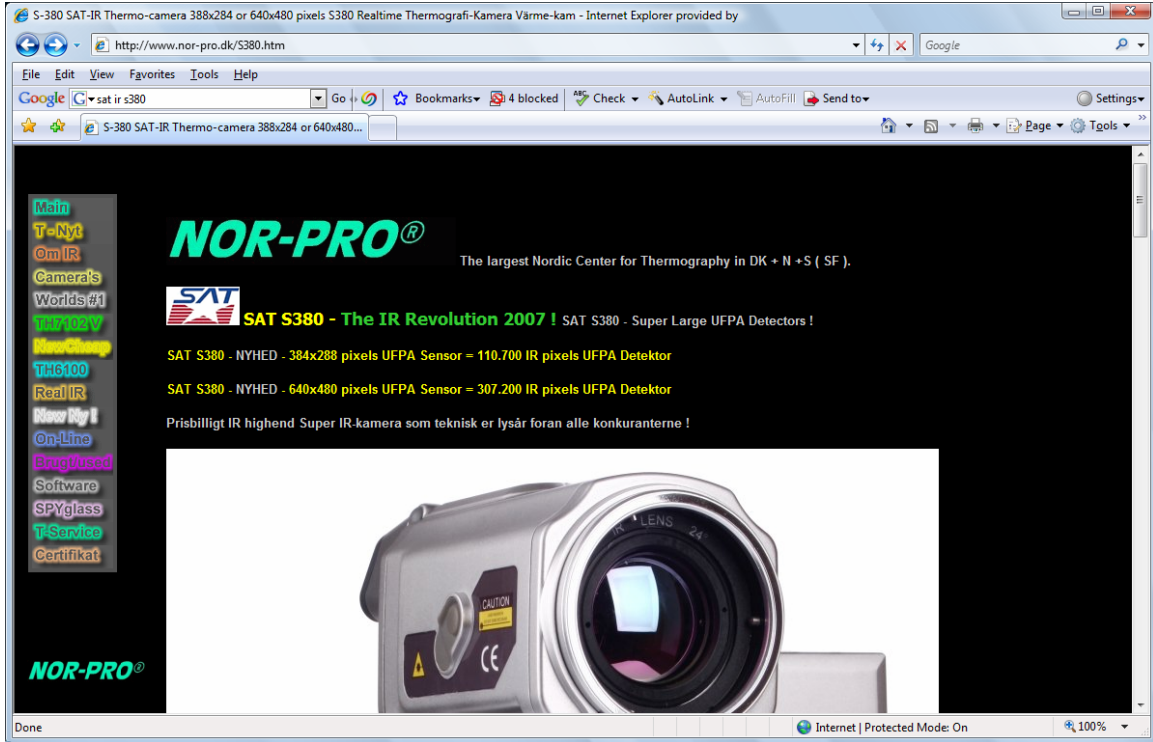 S-380 SAT-IR Thermo-camera 388x284 or 640x480 pixels S380 Realtime Thermografi-Kamera Värme-kam - Internet Explorer provided by
http://www.nor-pro.dk/S380.htm
Google
File Edit View Favorites Tools Help
Google G sat ir s380 Go Bookmarks 4 blocked ABC Check AutoLink AutoFill Send to Settings
S-380 SAT-IR Thermo-camera 388x284 or 640x480... Page Tools
Main
T - Nyt
Om IR
Camera's
Worlds #1
TH7102 V
NewCheap
TH6100
Real IR
New Ny !
On-Line
Brugt/used
Software
SPYglass
T-Service
Certifikat
NOR-PRO®
NOR-PRO®
The largest Nordic Center for Thermography in DK + N +S ( SF ).
SAT SAT S380 - The IR Revolution 2007 ! SAT S380 - Super Large UFPA Detectors !
SAT S380 - NYHED - 384x288 pixels UFPA Sensor = 110.700 IR pixels UFPA Detektor
SAT S380 - NYHED - 640x480 pixels UFPA Sensor = 307.200 IR pixels UFPA Detektor
Prisbilligt IR highend Super IR-kamera som teknisk er lysår foran alle konkuranterne !
IR LENS 24°
CAUTION
CE
Done
Internet | Protected Mode: On
100%